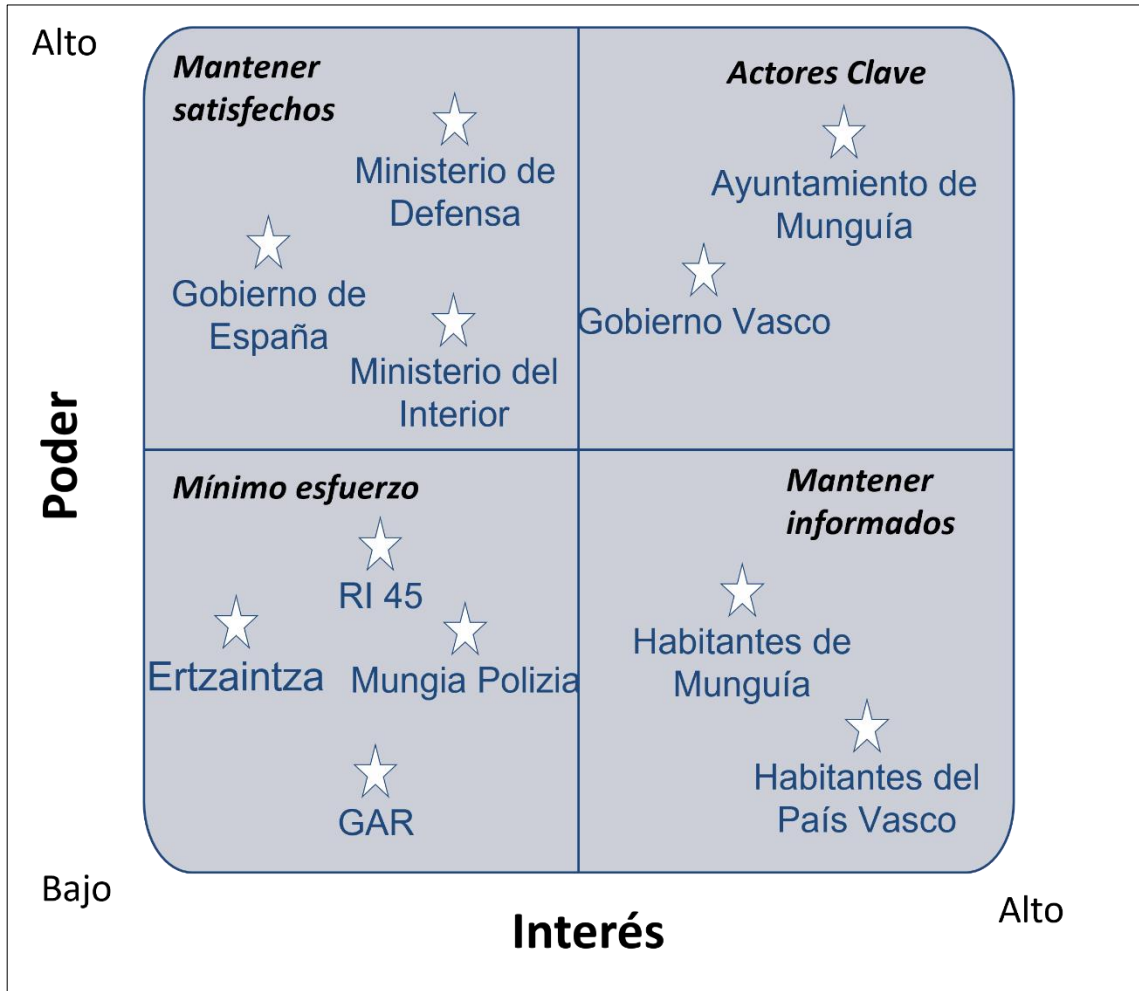 Alto
Mantener
satisfechos
Actores Clave
Ministerio de
Defensa
Ayuntamiento de
Munguía
Gobierno de
España
Gobierno Vasco
Ministerio del
Interior
Poder
Mínimo esfuerzo
Mantener
informados
RI 45
Ertzaintza
Mungia Polizia
Habitantes de
Munguía
GAR
Habitantes del
País Vasco
Bajo
Interés
Alto